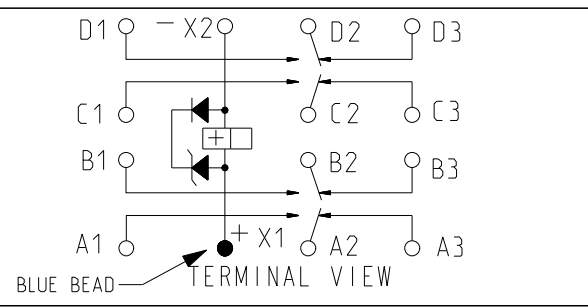 D1 - X2 D2 D3
C1 C2 C3
+
B1 B2 B3
A1 + X1 A2 A3
BLUE BEAD TERMINAL VIEW